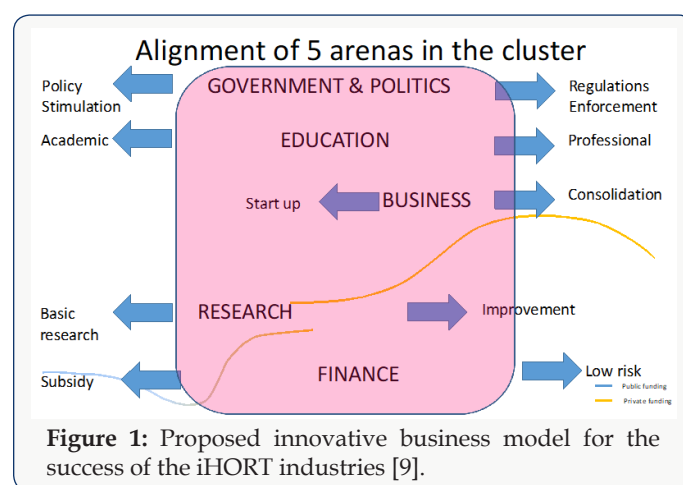 Alignment of 5 arenas in the cluster
Policy
Stimulation
GOVERNMENT & POLITICS
Regulations
Enforcement
Academic
EDUCATION
Professional
Start up
BUSINESS
Consolidation
Basic
research
RESEARCH
Improvement
Subsidy
FINANCE
Low risk
Public funding
Private funding
Figure 1: Proposed innovative business model for the
success of the iHORT industries [9].